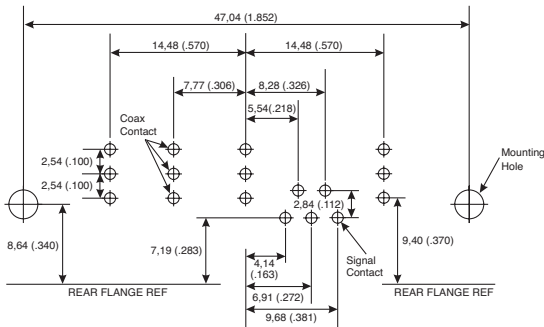 47,04 (1.852)
14,48 (.570)
14,48 (.570)
7,77 (.306)
8,28 (.326)
5,54(.218)
Coax
Contact
2,54 (.100)
2,54 (.100)
Mounting
Hole
2,84 (.112)
8,64 (.340)
7,19 (.283)
9,40 (.370)
Signal
Contact
4,14
(.163)
REAR FLANGE REF
6,91 (.272)
REAR FLANGE REF
9,68 (.381)